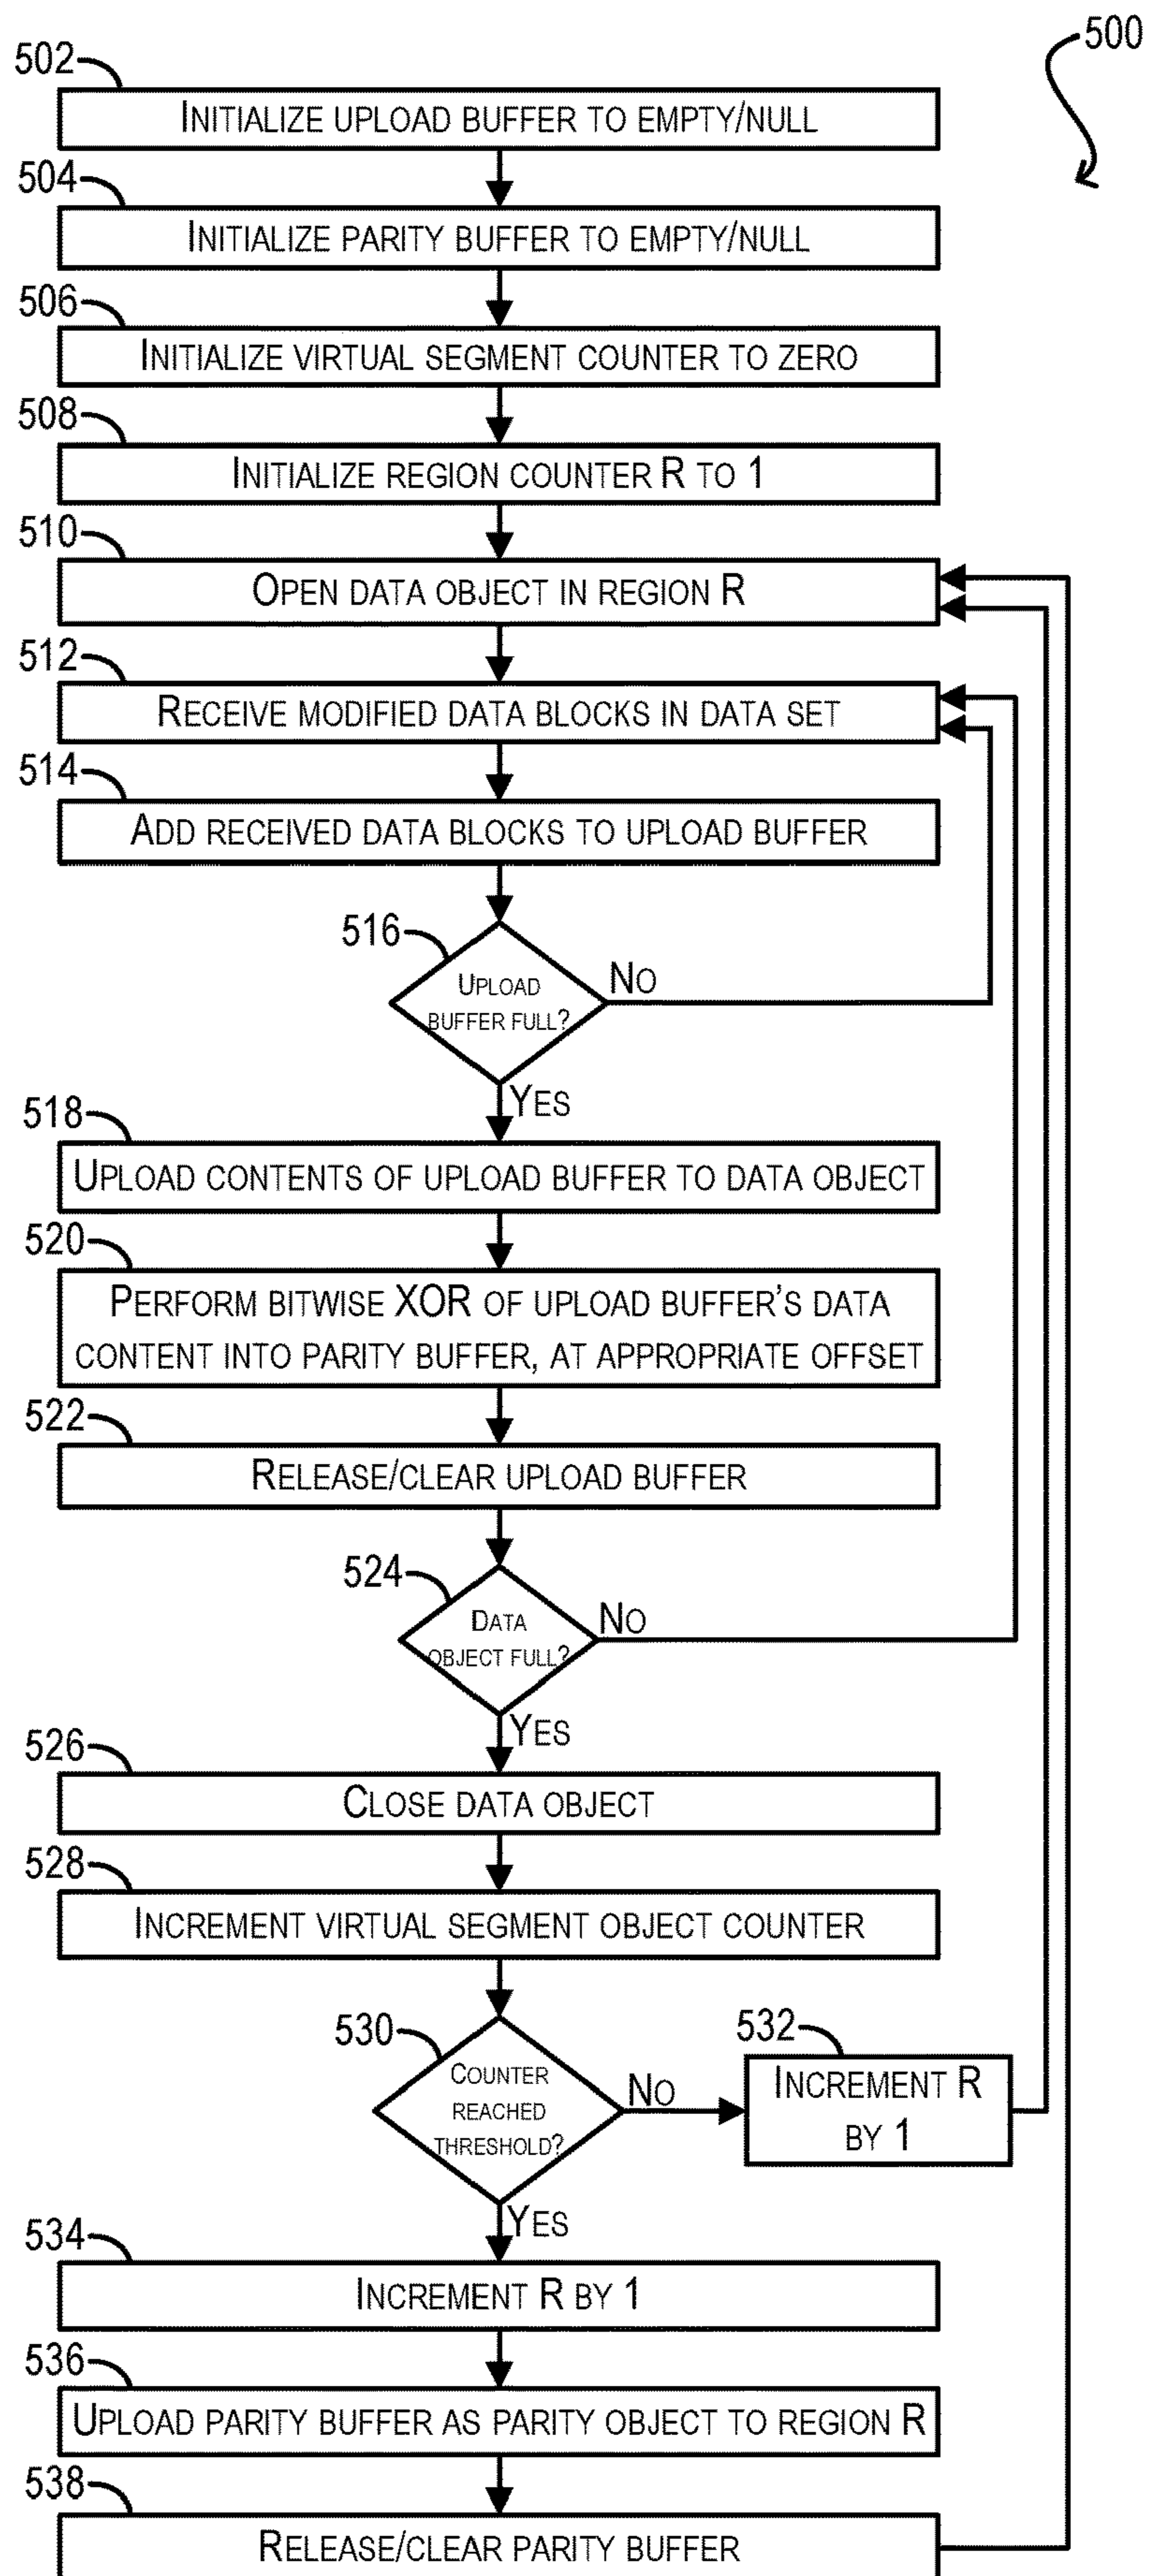 500
502
INITIALIZE UPLOAD BUFFER TO EMPTY/NULL
504
INITIALIZE PARITY BUFFER TO EMPTY/NULL
506
INITIALIZE VIRTUAL SEGMENT COUNTER TO ZERO
508
INITIALIZE REGION COUNTER R TO 1
510
OPEN DATA OBJECT IN REGION R
512
RECEIVE MODIFIED DATA BLOCKS IN DATA SET
514
ADD RECEIVED DATA BLOCKS TO UPLOAD BUFFER
516
UPLOAD
BUFFER FULL?
NO
YES
518
UPLOAD CONTENTS OF UPLOAD BUFFER TO DATA OBJECT
520
PERFORM BITWISE XOR OF UPLOAD BUFFER'S DATA
CONTENT INTO PARITY BUFFER, AT APPROPRIATE OFFSET
522
RELEASE/CLEAR UPLOAD BUFFER
524
DATA
OBJECT FULL?
NO
YES
526
CLOSE DATA OBJECT
528
INCREMENT VIRTUAL SEGMENT OBJECT COUNTER
530
COUNTER
REACHED
THRESHOLD?
NO
532
INCREMENT R
BY 1
YES
534
INCREMENT R BY 1
536
UPLOAD PARITY BUFFER AS PARITY OBJECT TO REGION R
538
RELEASE/CLEAR PARITY BUFFER